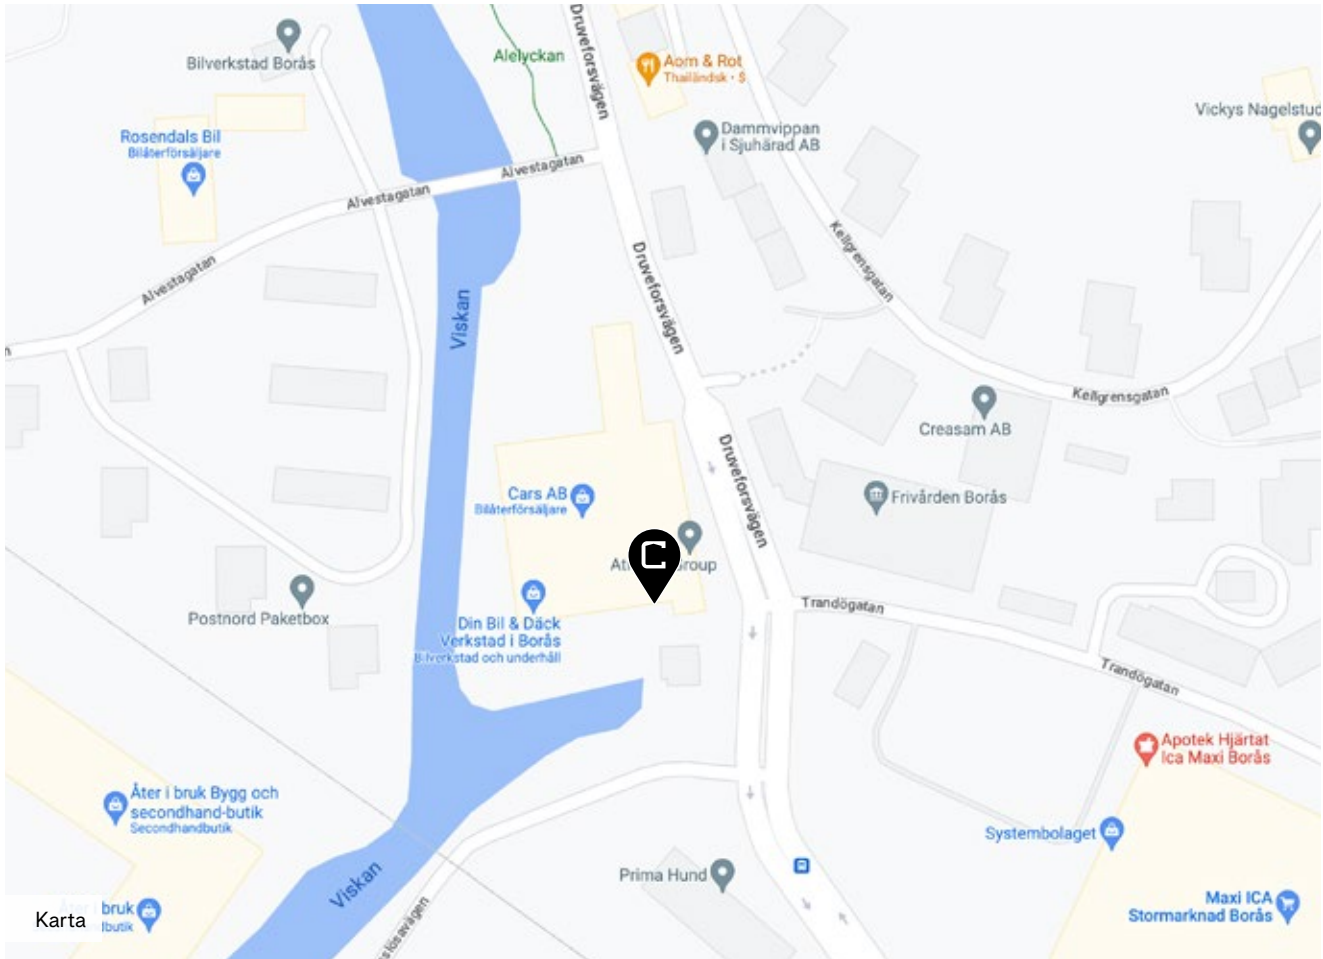 Druveforsvägen
Alelyckan
Aom & Rot
Thailändsk • $
Bilverkstad Borås
Vickys Nagelstud
Rosendals Bil
Bilåterförsäljare
Dammvippan
i Sjuhärad AB
Alvestagatan
Alvestagatan
Alvestagatan
Kellgrensgatan
Druveforsvägen
Viskan
Kellgrensgatan
Creasam AB
Druveforsvägen
Cars AB
Bilåterförsäljare
Frivården Borås
C
Trandögatan
Postnord Paketbox
Din Bil & Däck
Verkstad i Borås
Bilverkstad och underhåll
Trandögatan
Apotek Hjärtat
Ica Maxi Borås
Åter i bruk Bygg och
secondhand-butik
Secondhandbutik
Systembolaget
Prima Hund
Viskan
Maxi ICA
Stormarknad Borås
bruk
Karta